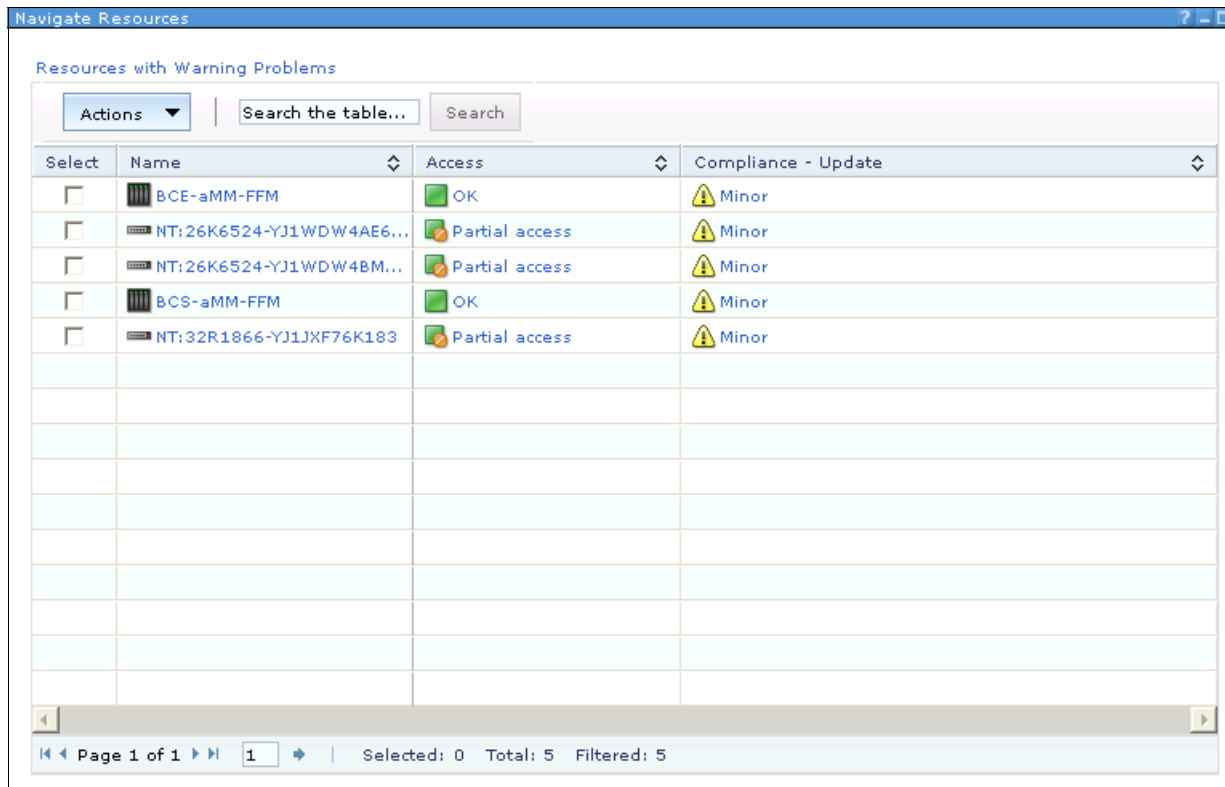 Navigate Resources ?
Resources with Warning Problems
Actions Search the table... Search
Select Name Access Compliance - Update
BCE-aMM-FFM OK Minor
NT:26K6524-YJ1WDW4AE6... Partial access Minor
NT:26K6524-YJ1WDW4BM... Partial access Minor
BCS-aMM-FFM OK Minor
NT:32R1866-YJ1JXF76K183 Partial access Minor
Page 1 of 1 1 Selected: 0 Total: 5 Filtered: 5